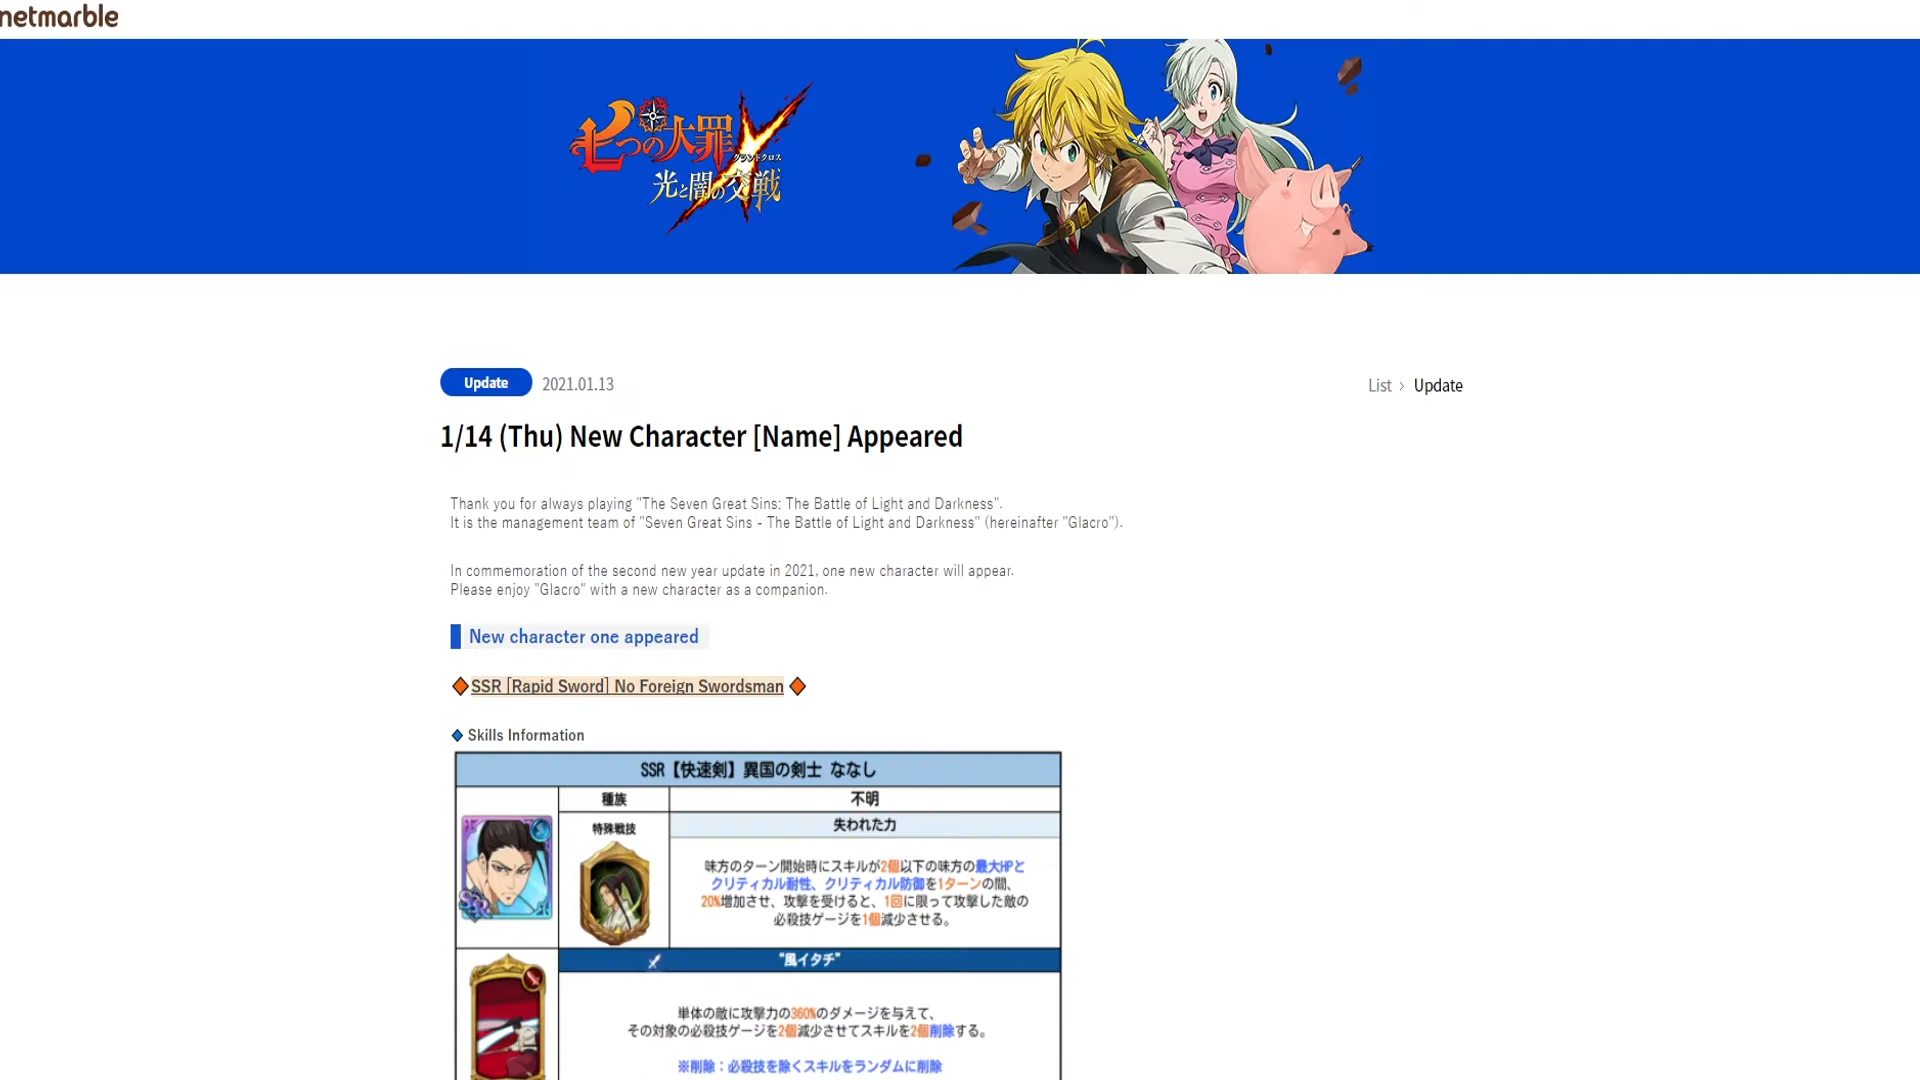 netmarble
七つの大罪
グランドクロス
光と闇の交戦
Update 2021.01.13
List > Update
1/14 (Thu) New Character [Name] Appeared
Thank you for always playing "The Seven Great Sins: The Battle of Light and Darkness".
It is the management team of "Seven Great Sins - The Battle of Light and Darkness" (hereinafter "Glacro").
In commemoration of the second new year update in 2021, one new character will appear.
Please enjoy "Glacro" with a new character as a companion.
New character one appeared
SSR [Rapid Sword] No Foreign Swordsman
Skills Information
SSR【快速剣】異国の剣士 ななし
種族
不明
SSR
特殊戦技
失われた力
味方のターン開始時にスキルが2個以下の味方の最大HPと
クリティカル耐性、クリティカル防御を1ターンの間、
20%増加させ、攻撃を受けると、1回に限って攻撃した敵の
必殺技ゲージを1個減少させる。
"風イタチ"
単体の敵に攻撃力の360%のダメージを与えて、
その対象の必殺技ゲージを2個減少させてスキルを2個削除する。
※削除：必殺技を除くスキルをランダムに削除